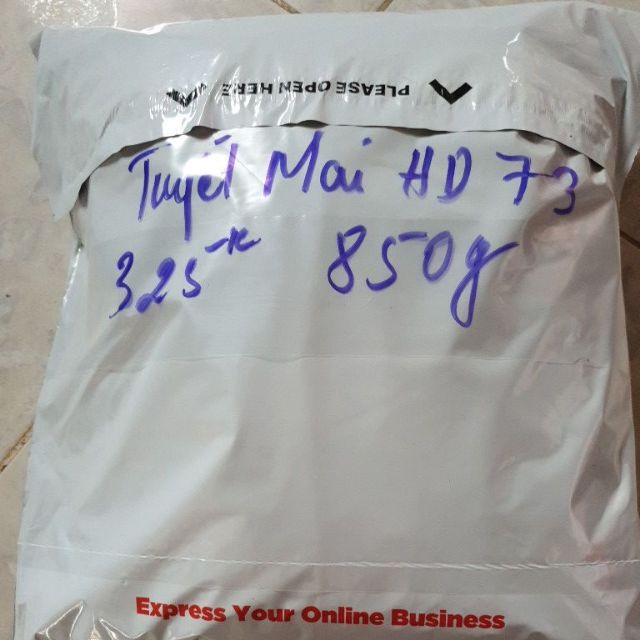 PLEASE OPEN HERE
Tuyết Mai HD 73
325k 850g
Express Your Online Business